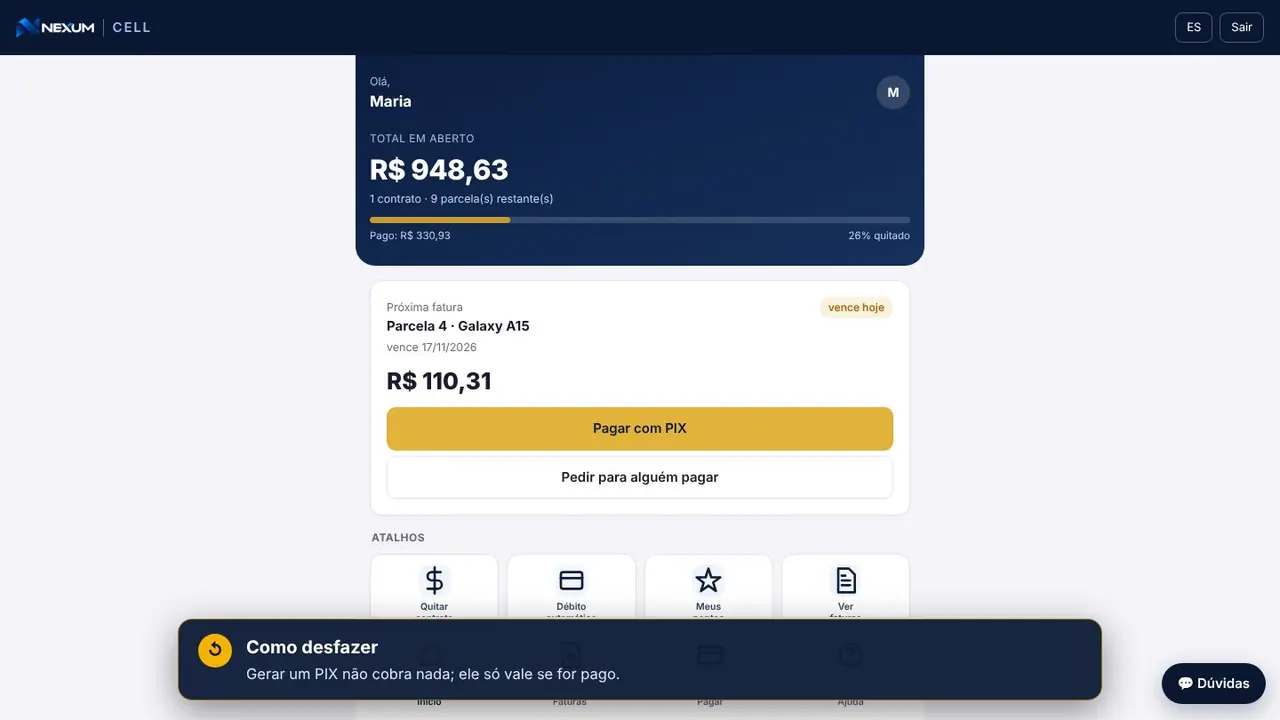 NEXUM
CELL
ES
Sair
Olá,
Maria
M
TOTAL EM ABERTO
R$ 948,63
1 contrato · 9 parcela(s) restante(s)
Pago: R$ 330,93
26% quitado
Próxima fatura
vence hoje
Parcela 4 · Galaxy A15
vence 17/11/2026
R$ 110,31
Pagar com PIX
Pedir para alguém pagar
ATALHOS
Quitar
Débito
Meus
Ver
Como desfazer
Gerar um PIX não cobra nada; ele só vale se for pago.
Dúvidas
Início
Faturas
Pagar
Ajuda